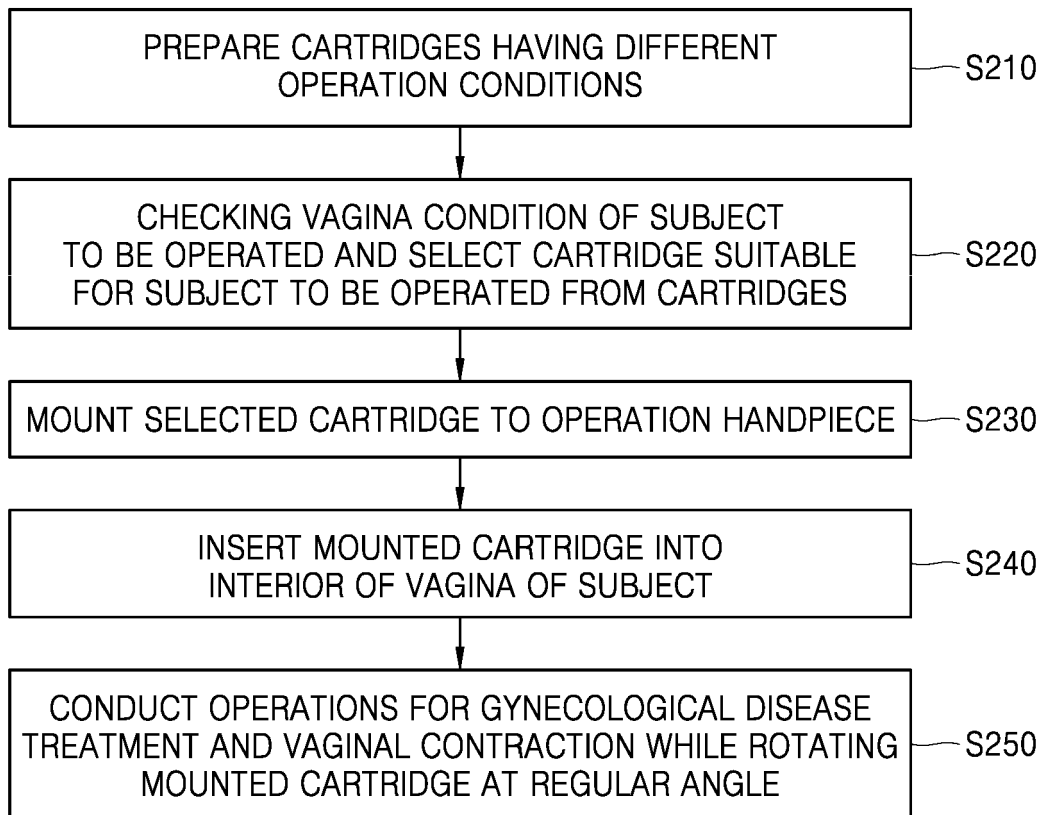 PREPARE CARTRIDGES HAVING DIFFERENT
OPERATION CONDITIONS
S210
CHECKING VAGINA CONDITION OF SUBJECT
TO BE OPERATED AND SELECT CARTRIDGE SUITABLE
FOR SUBJECT TO BE OPERATED FROM CARTRIDGES
S220
MOUNT SELECTED CARTRIDGE TO OPERATION HANDPIECE
S230
INSERT MOUNTED CARTRIDGE INTO
INTERIOR OF VAGINA OF SUBJECT
S240
CONDUCT OPERATIONS FOR GYNECOLOGICAL DISEASE
TREATMENT AND VAGINAL CONTRACTION WHILE ROTATING
MOUNTED CARTRIDGE AT REGULAR ANGLE
S250